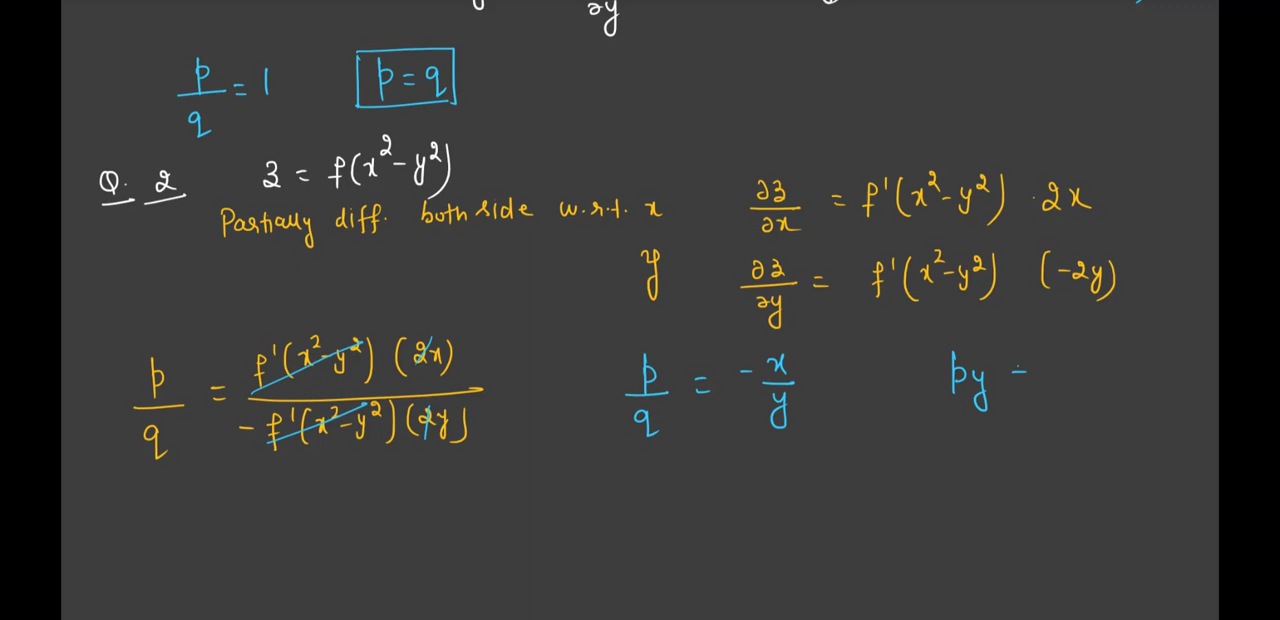 ∂y
p/q = 1 p = q
Q. 2 z = f(x² - y²)
Partially diff. both side w.r.t. x ∂z/∂x = f'(x² - y²) · 2x
y ∂z/∂y = f'(x² - y²) (-2y)
p/q = f'(x² - y²) (2x) / - f'(x² - y²) (2y) p/q = - x/y py -